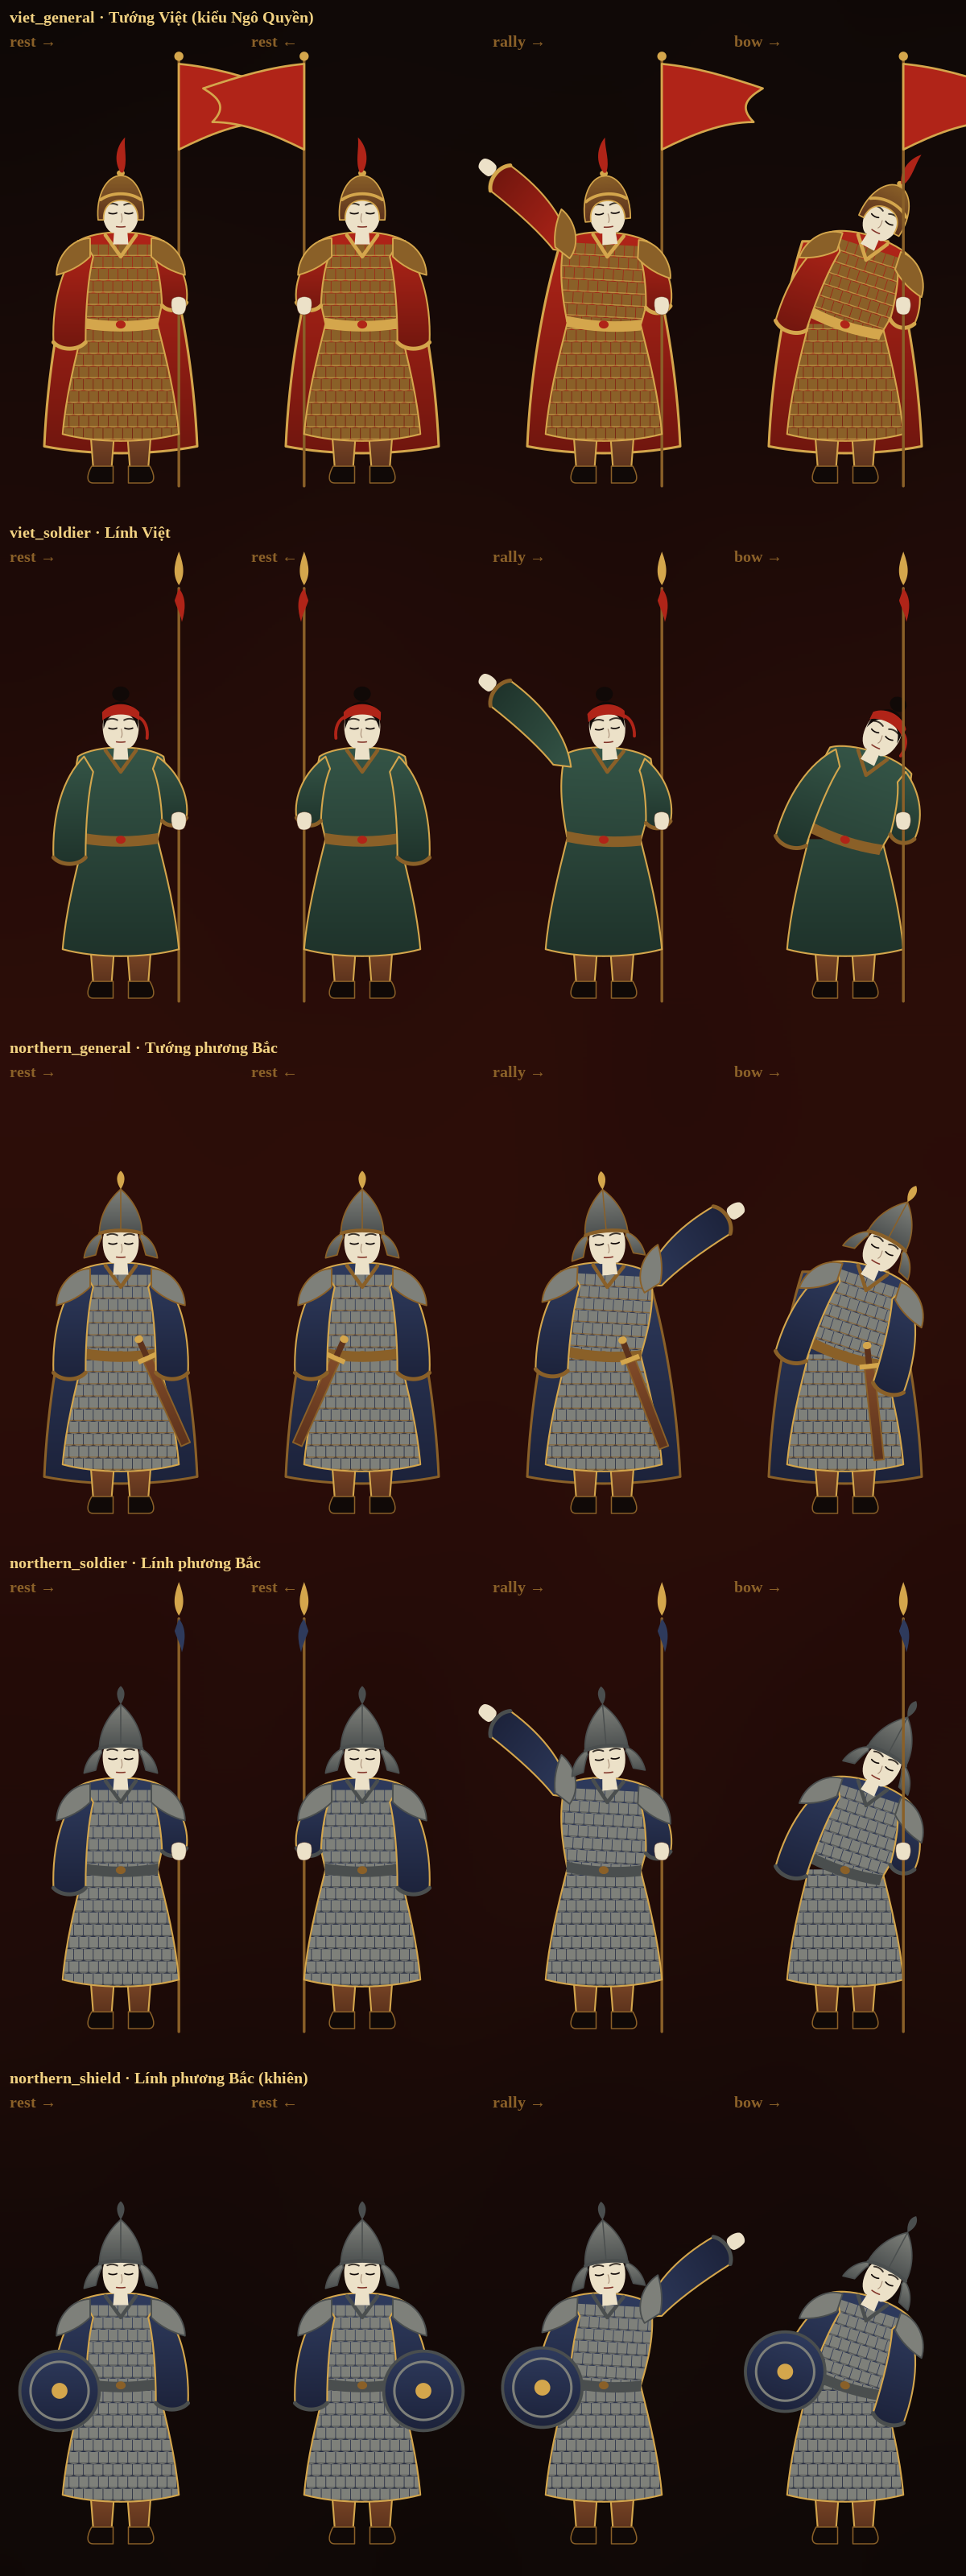 viet_general · Tướng Việt (kiểu Ngô Quyền)
rest → rest ← rally → bow →
viet_soldier · Lính Việt
rest → rest ← rally → bow →
northern_general · Tướng phương Bắc
rest → rest ← rally → bow →
northern_soldier · Lính phương Bắc
rest → rest ← rally → bow →
northern_shield · Lính phương Bắc (khiên)
rest → rest ← rally → bow →